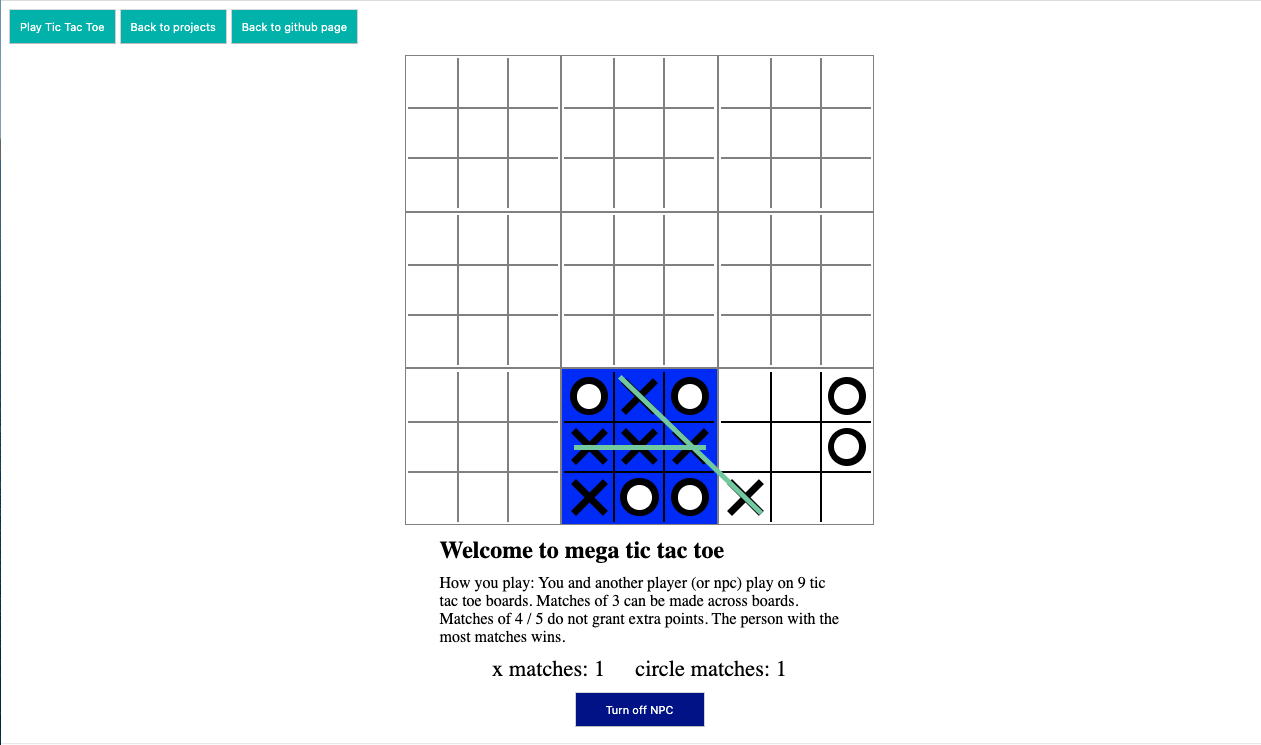 Play Tic Tac Toe
Back to projects
Back to github page
Welcome to mega tic tac toe
How you play: You and another player (or npc) play on 9 tic
tac toe boards. Matches of 3 can be made across boards.
Matches of 4 / 5 do not grant extra points. The person with the
most matches wins.
x matches: 1
circle matches: 1
Turn off NPC